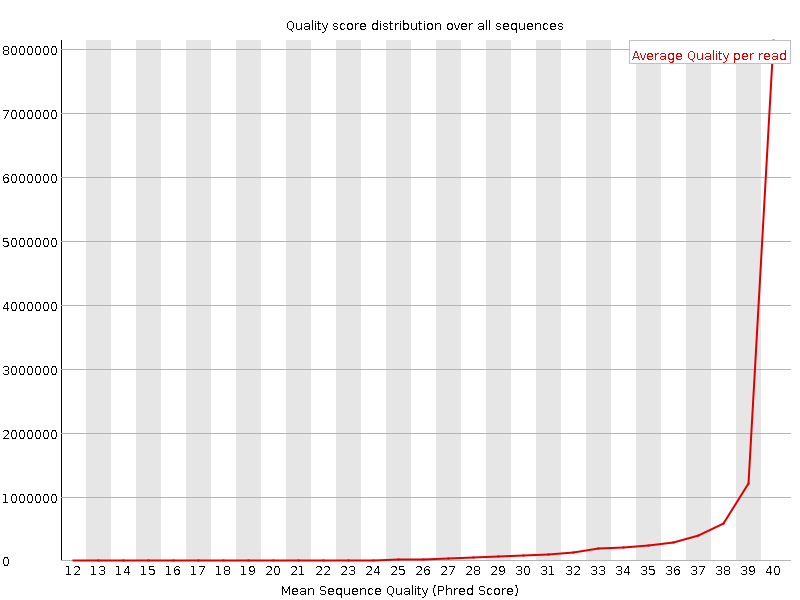 Quality score distribution over all sequences
Average Quality per read
8000000
7000000
6000000
5000000
4000000
3000000
2000000
1000000
0
12 13 14 15 16 17 18 19 20 21 22 23 24 25 26 27 28 29 30 31 32 33 34 35 36 37 38 39 40
Mean Sequence Quality (Phred Score)